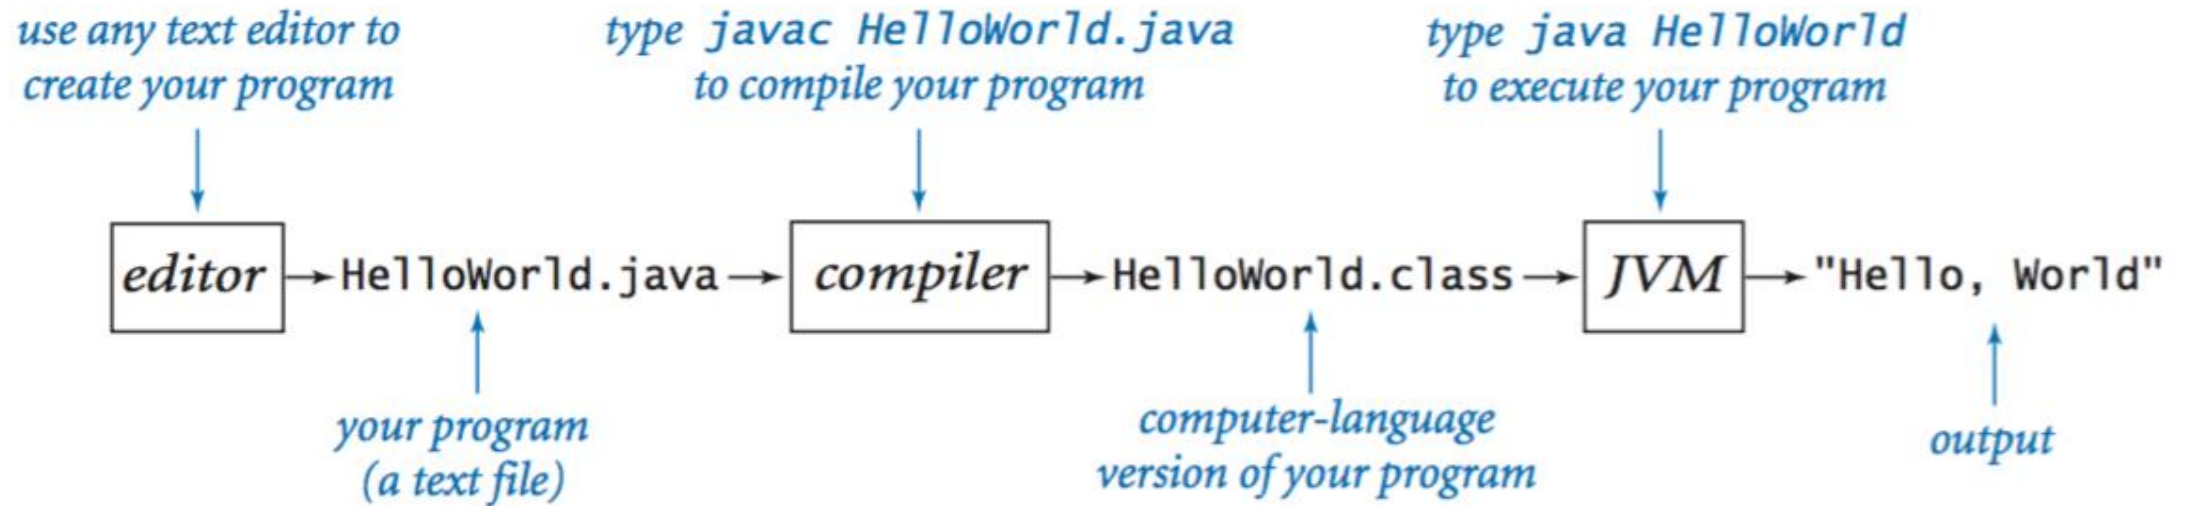 use any text editor to
create your program
type javac HelloWorld.java
to compile your program
type java HelloWorld
to execute your program
editor
HelloWorld.java
compiler
HelloWorld.class
JVM
"Hello, World"
your program
(a text file)
computer-language
version of your program
output